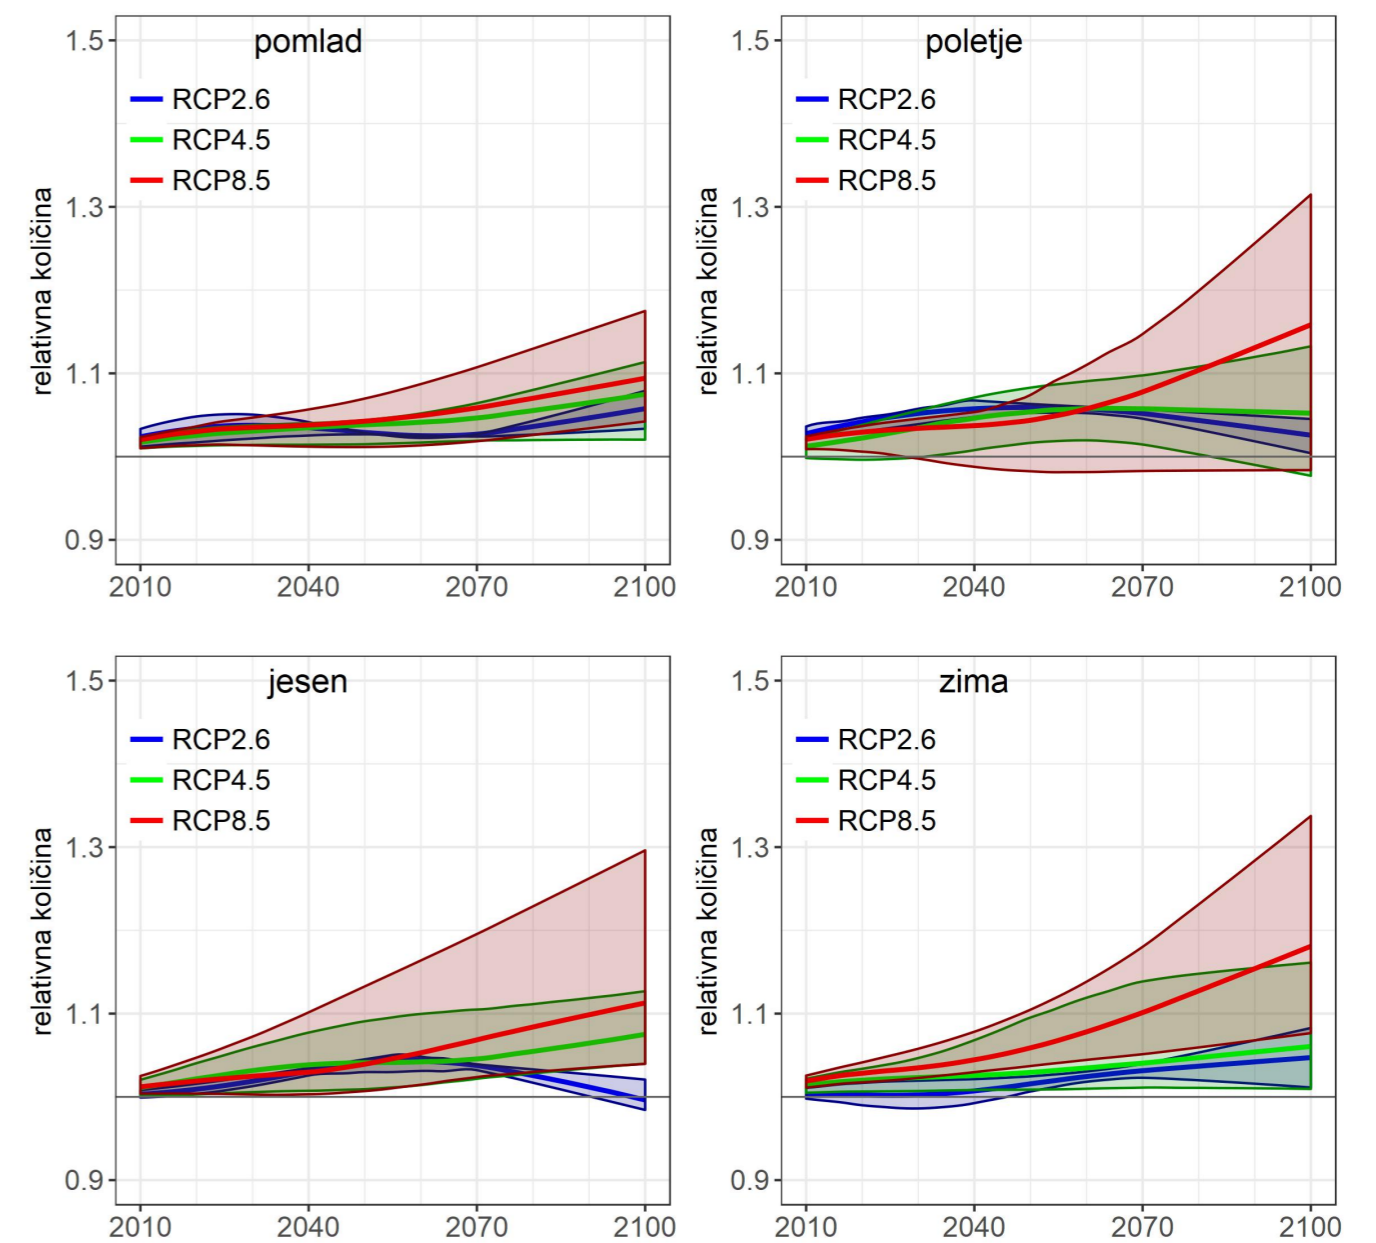 pomlad
1.5
RCP2.6
RCP4.5
RCP8.5
1.3
relativna količina
1.1
0.9
2010 2040 2070 2100
poletje
1.5
RCP2.6
RCP4.5
RCP8.5
1.3
relativna količina
1.1
0.9
2010 2040 2070 2100
jesen
1.5
RCP2.6
RCP4.5
RCP8.5
1.3
relativna količina
1.1
0.9
2010 2040 2070 2100
zima
1.5
RCP2.6
RCP4.5
RCP8.5
1.3
relativna količina
1.1
0.9
2010 2040 2070 2100